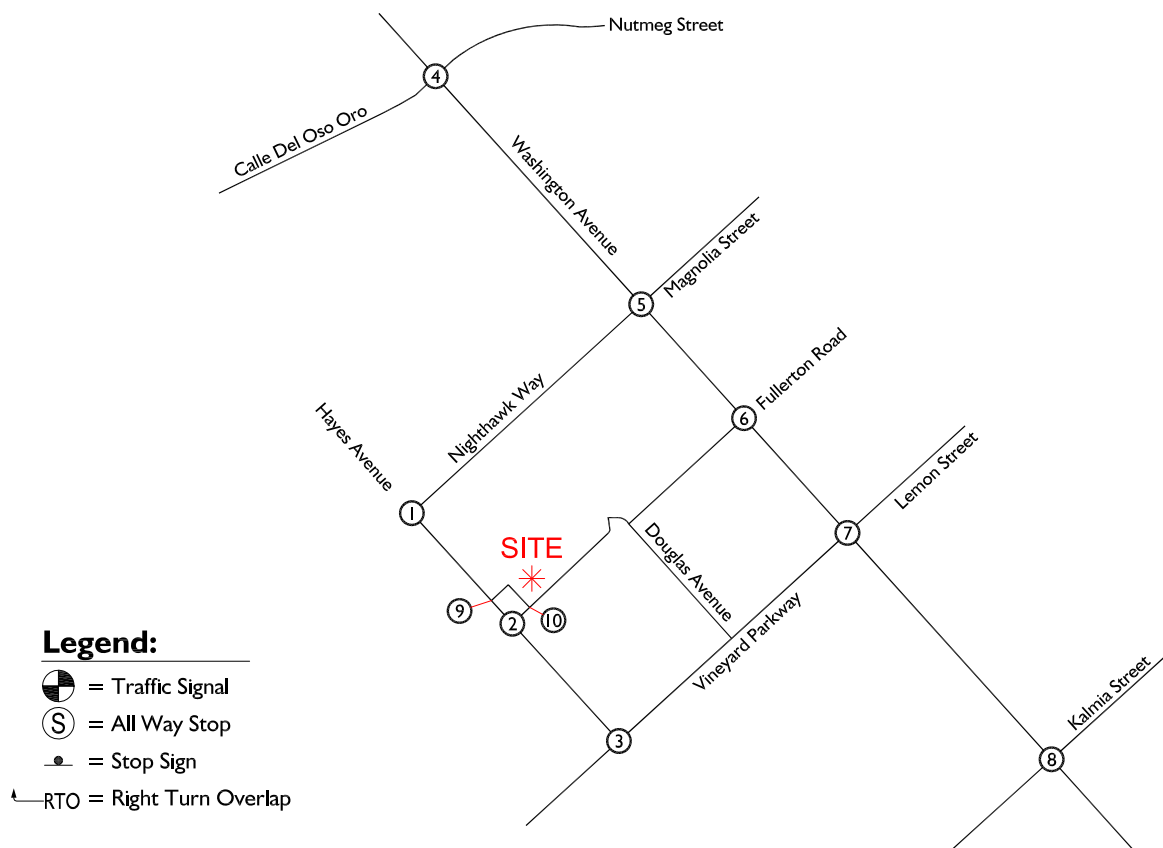 Nutmeg Street
4
Calle Del Oso Oro
Washington Avenue
Magnolia Street
5
Fullerton Road
Nighthawk Way
Hayes Avenue
6
Lemon Street
1
7
SITE
Douglas Avenue
9
2
10
Vineyard Parkway
Kalmia Street
3
8
Legend:
= Traffic Signal
S = All Way Stop
= Stop Sign
RTO = Right Turn Overlap